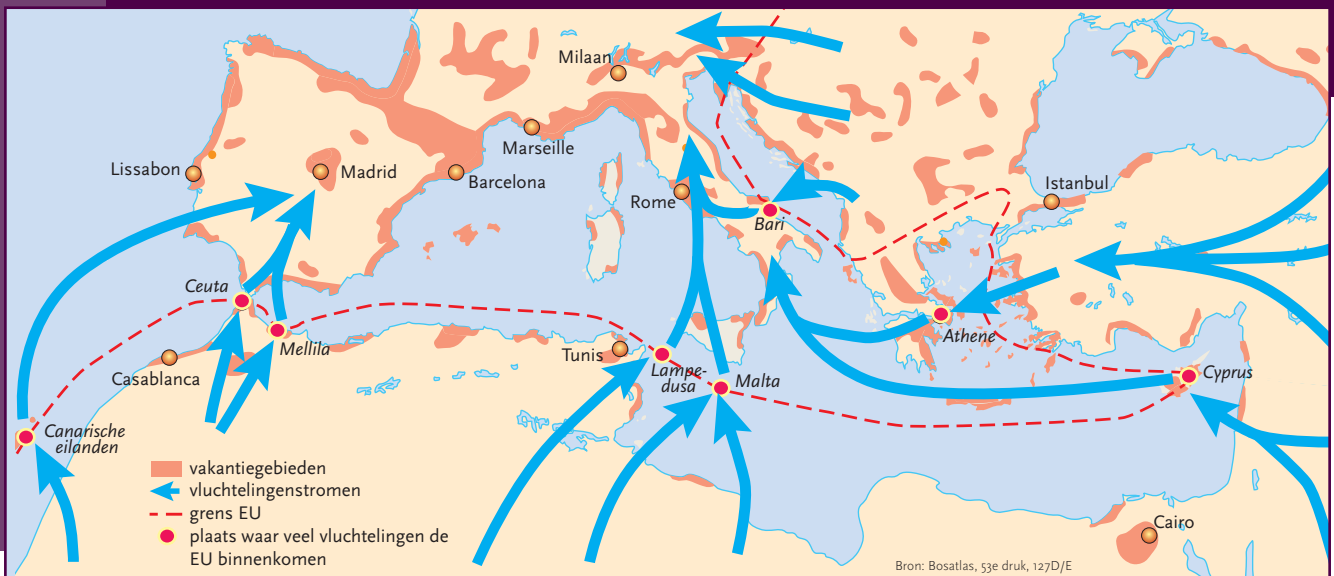 Milaan
Marseille
Lissabon
Madrid
Barcelona
Rome
Bari
Istanbul
Ceuta
Mellila
Casablanca
Tunis
Lampe-
dusa
Malta
Athene
Cyprus
Canarische
eilanden
Cairo
vakantiegebieden
vluchtelingenstromen
grens EU
plaats waar veel vluchtelingen de
EU binnenkomen
Bron: Bosatlas, 53e druk, 127D/E